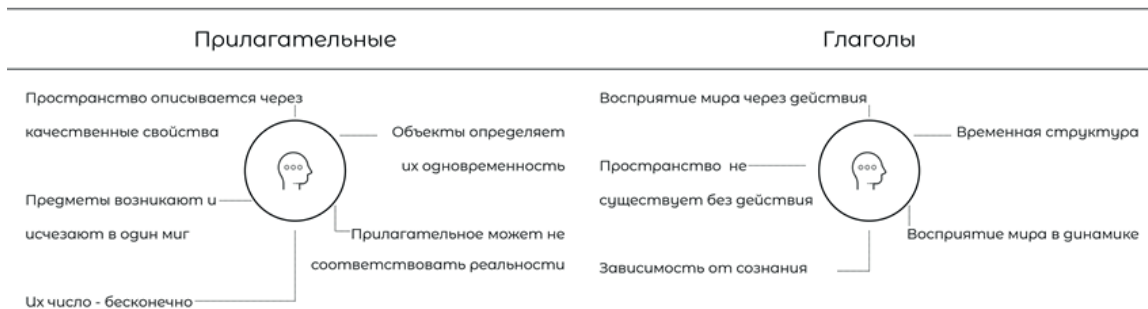 Прилагательные
Глаголы
Пространство описывается через
качественные свойства
Объекты определяет
их одновременность
Предметы возникают и
исчезают в один миг
Прилагательное может не
соответствовать реальности
Их число - бесконечно
Восприятие мира через действия
Временная структура
Пространство не
существует без действия
Восприятие мира в динамике
Зависимость от сознания